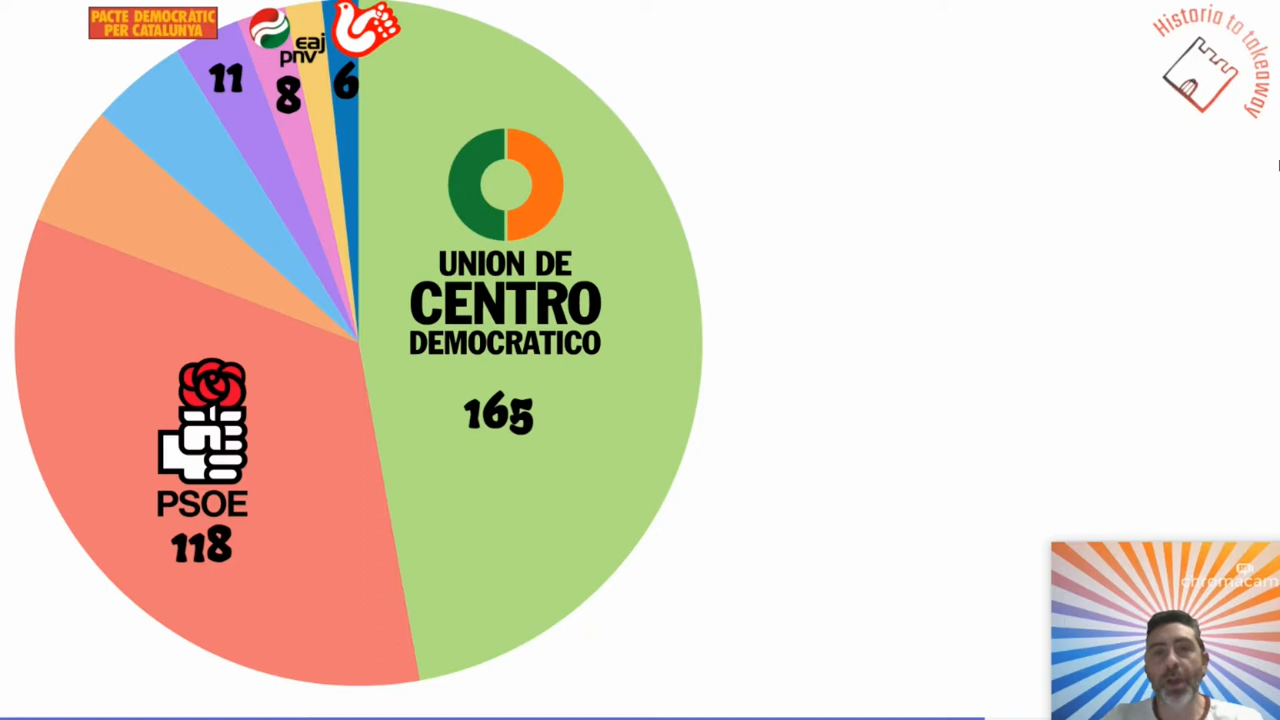 PACTE DEMOCRÀTIC
PER CATALUNYA
eaj
pnv
11
8
6
Historia to takeaway
UNION DE
CENTRO
DEMOCRATICO
165
PSOE
118
chromacam